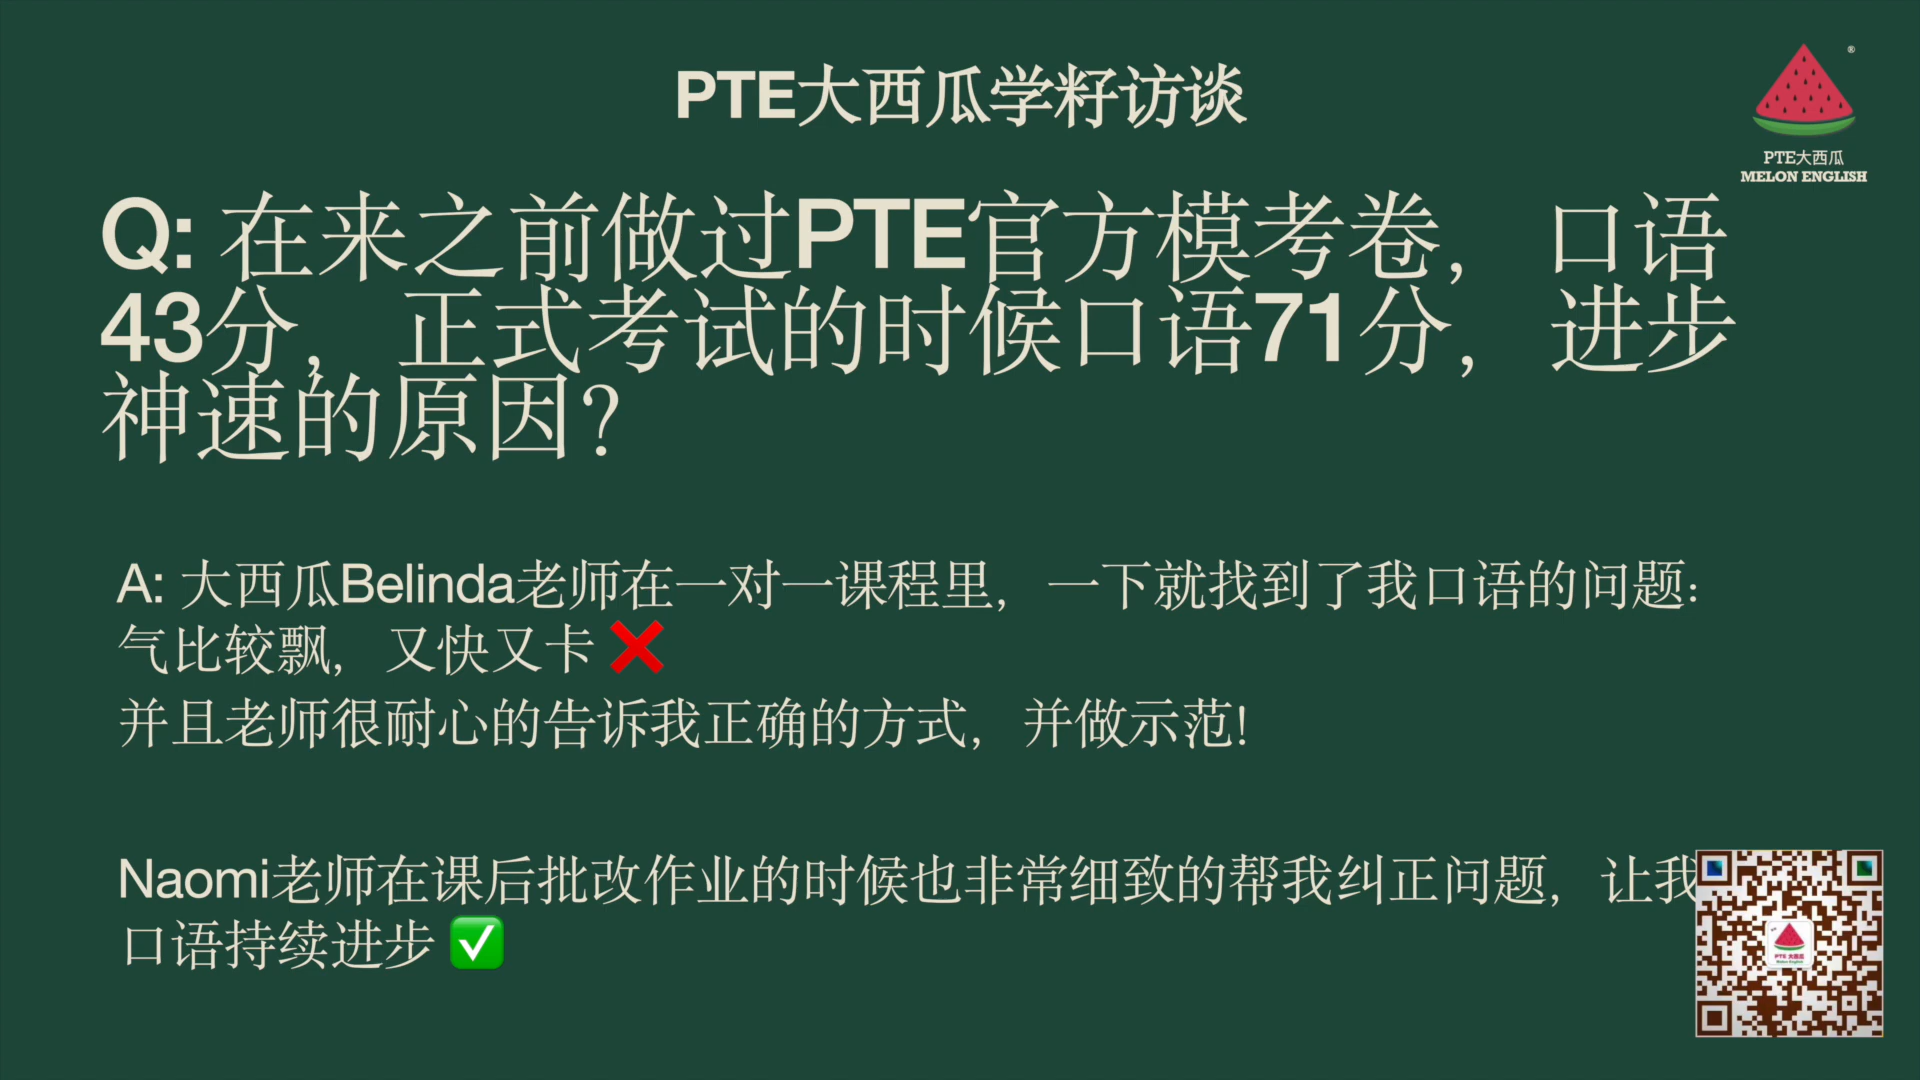 PTE大西瓜学籽访谈
®
PTE大西瓜
MELON ENGLISH
Q: 在来之前做过PTE官方模考卷，口语
43分，正式考试的时候口语71分，进步
神速的原因？
A: 大西瓜Belinda老师在一对一课程里，一下就找到了我口语的问题：
气比较飘，又快又卡 ❌
并且老师很耐心的告诉我正确的方式，并做示范！
Naomi老师在课后批改作业的时候也非常细致的帮我纠正问题，让我
口语持续进步 ✅
PTE 大西瓜
Melon English